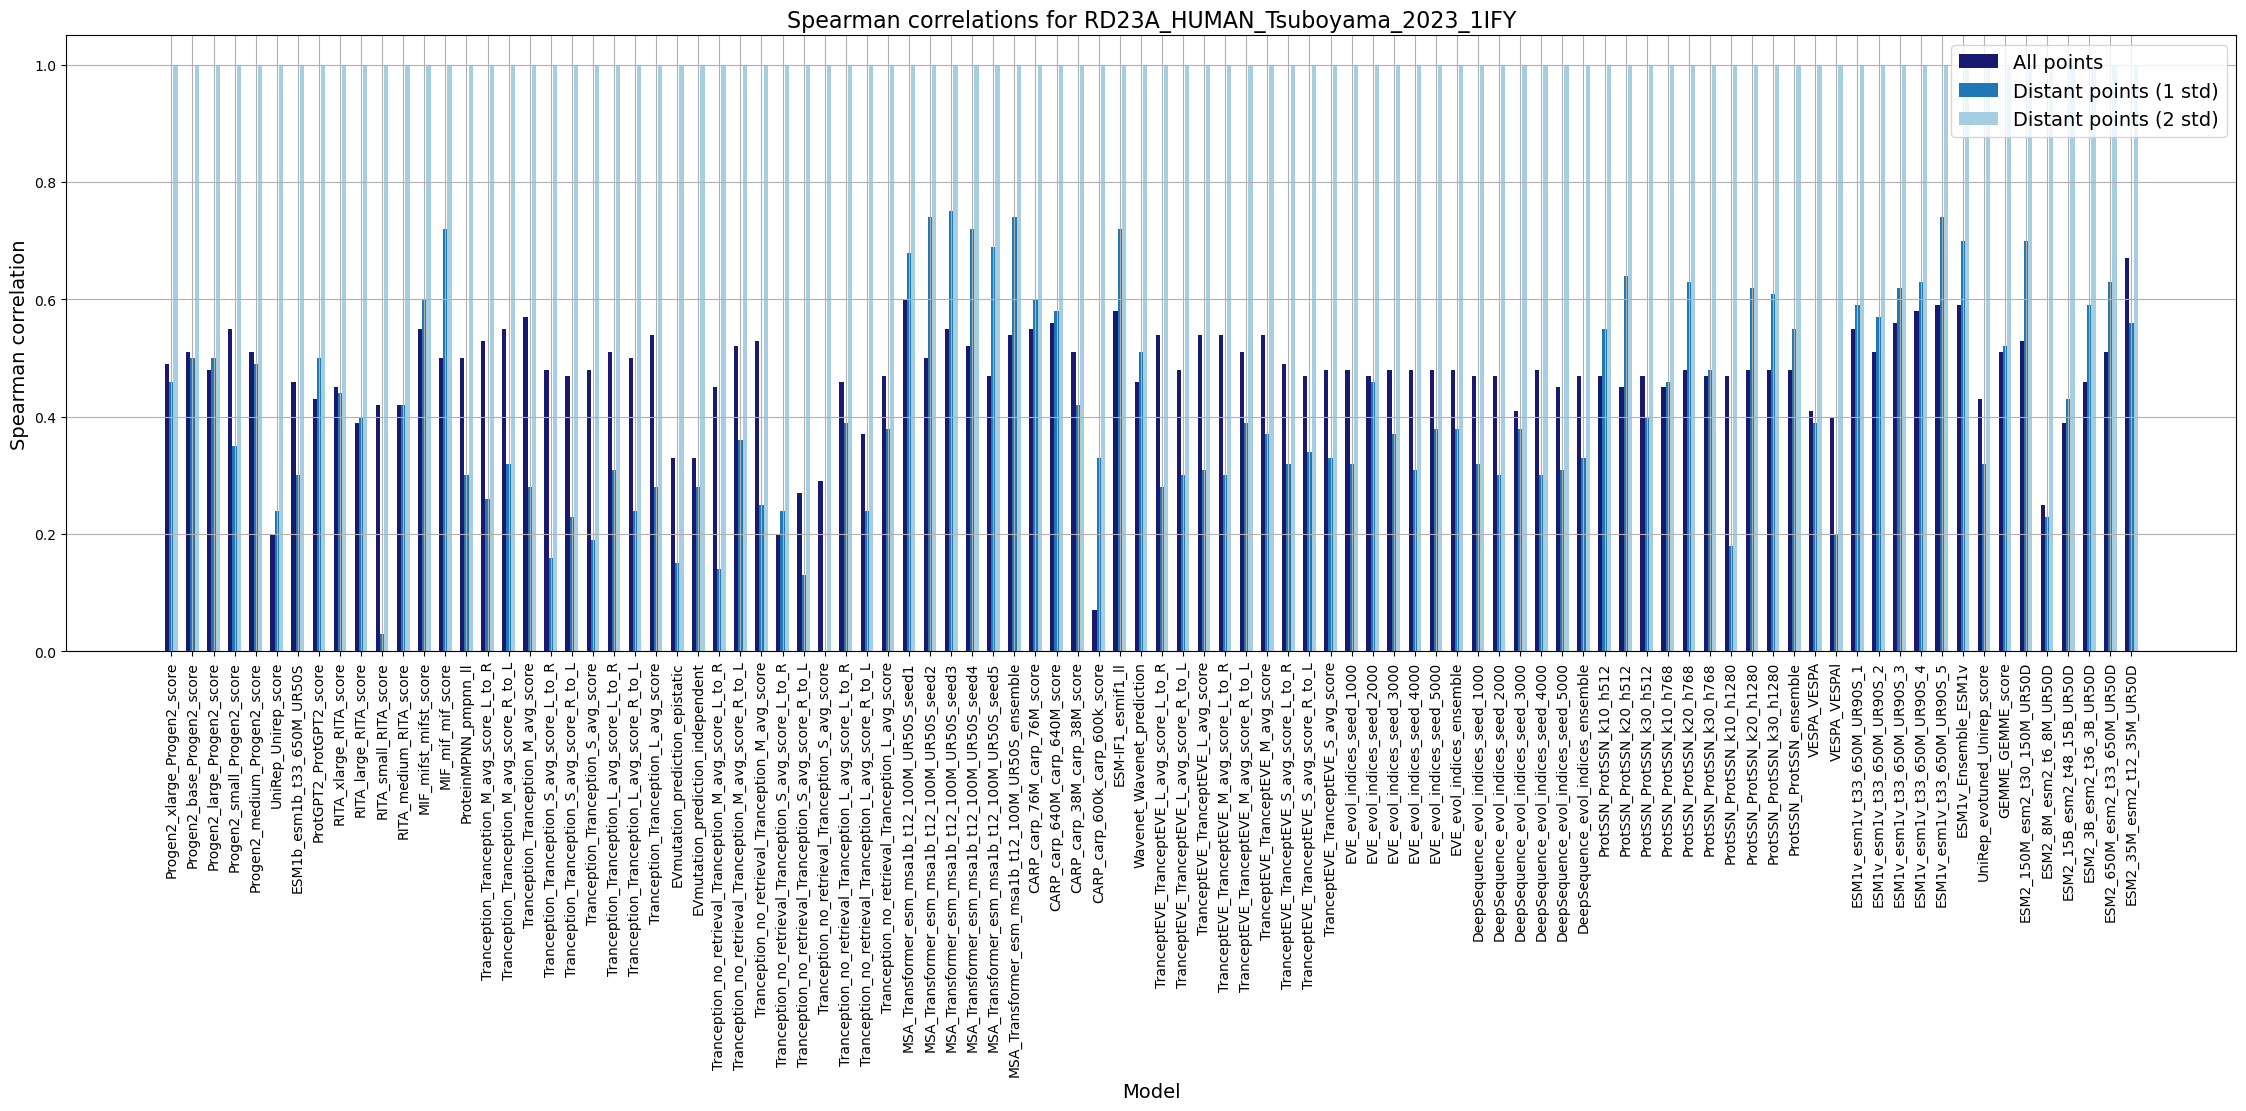 Spearman correlations for RD23A_HUMAN_Tsuboyama_2023_1IFY
All points
Distant points (1 std)
Distant points (2 std)
Spearman correlation
1.0
0.8
0.6
0.4
0.2
0.0
Progen2_xlarge_Progen2_score
Progen2_base_Progen2_score
Progen2_large_Progen2_score
Progen2_small_Progen2_score
Progen2_medium_Progen2_score
UniRep_Unirep_score
ESM1b_esm1b_t33_650M_UR50S
ProtGPT2_ProtGPT2_score
RITA_xlarge_RITA_score
RITA_large_RITA_score
RITA_small_RITA_score
RITA_medium_RITA_score
MIF_mifst_mifst_score
MIF_mif_mif_score
ProteinMPNN_pmpnn_ll
Tranception_Tranception_M_avg_score_L_to_R
Tranception_Tranception_M_avg_score_R_to_L
Tranception_Tranception_M_avg_score
Tranception_Tranception_S_avg_score_L_to_R
Tranception_Tranception_S_avg_score_R_to_L
Tranception_Tranception_S_avg_score
Tranception_Tranception_L_avg_score_L_to_R
Tranception_Tranception_L_avg_score_R_to_L
Tranception_Tranception_L_avg_score
EVmutation_prediction_epistatic
EVmutation_prediction_independent
Tranception_no_retrieval_Tranception_M_avg_score_L_to_R
Tranception_no_retrieval_Tranception_M_avg_score_R_to_L
Tranception_no_retrieval_Tranception_M_avg_score
Tranception_no_retrieval_Tranception_S_avg_score_L_to_R
Tranception_no_retrieval_Tranception_S_avg_score_R_to_L
Tranception_no_retrieval_Tranception_S_avg_score
Tranception_no_retrieval_Tranception_L_avg_score_L_to_R
Tranception_no_retrieval_Tranception_L_avg_score_R_to_L
Tranception_no_retrieval_Tranception_L_avg_score
MSA_Transformer_esm_msa1b_t12_100M_UR50S_seed1
MSA_Transformer_esm_msa1b_t12_100M_UR50S_seed2
MSA_Transformer_esm_msa1b_t12_100M_UR50S_seed3
MSA_Transformer_esm_msa1b_t12_100M_UR50S_seed4
MSA_Transformer_esm_msa1b_t12_100M_UR50S_seed5
MSA_Transformer_esm_msa1b_t12_100M_UR50S_ensemble
CARP_carp_76M_carp_76M_score
CARP_carp_640M_carp_640M_score
CARP_carp_38M_carp_38M_score
CARP_carp_600k_carp_600k_score
ESM-IF1_esmif1_ll
Wavenet_Wavenet_prediction
TranceptEVE_TranceptEVE_L_avg_score_L_to_R
TranceptEVE_TranceptEVE_L_avg_score_R_to_L
TranceptEVE_TranceptEVE_L_avg_score
TranceptEVE_TranceptEVE_M_avg_score_L_to_R
TranceptEVE_TranceptEVE_M_avg_score_R_to_L
TranceptEVE_TranceptEVE_M_avg_score
TranceptEVE_TranceptEVE_S_avg_score_L_to_R
TranceptEVE_TranceptEVE_S_avg_score_R_to_L
TranceptEVE_TranceptEVE_S_avg_score
EVE_evol_indices_seed_1000
EVE_evol_indices_seed_2000
EVE_evol_indices_seed_3000
EVE_evol_indices_seed_4000
EVE_evol_indices_seed_5000
EVE_evol_indices_ensemble
DeepSequence_evol_indices_seed_1000
DeepSequence_evol_indices_seed_2000
DeepSequence_evol_indices_seed_3000
DeepSequence_evol_indices_seed_4000
DeepSequence_evol_indices_seed_5000
DeepSequence_evol_indices_ensemble
ProtSSN_ProtSSN_k10_h512
ProtSSN_ProtSSN_k20_h512
ProtSSN_ProtSSN_k30_h512
ProtSSN_ProtSSN_k10_h768
ProtSSN_ProtSSN_k20_h768
ProtSSN_ProtSSN_k30_h768
ProtSSN_ProtSSN_k10_h1280
ProtSSN_ProtSSN_k20_h1280
ProtSSN_ProtSSN_k30_h1280
ProtSSN_ProtSSN_ensemble
VESPA_VESPA
VESPA_VESPAl
ESM1v_esm1v_t33_650M_UR90S_1
ESM1v_esm1v_t33_650M_UR90S_2
ESM1v_esm1v_t33_650M_UR90S_3
ESM1v_esm1v_t33_650M_UR90S_4
ESM1v_esm1v_t33_650M_UR90S_5
ESM1v_Ensemble_ESM1v
UniRep_evotuned_Unirep_score
GEMME_GEMME_score
ESM2_150M_esm2_t30_150M_UR50D
ESM2_8M_esm2_t6_8M_UR50D
ESM2_15B_esm2_t48_15B_UR50D
ESM2_3B_esm2_t36_3B_UR50D
ESM2_650M_esm2_t33_650M_UR50D
ESM2_35M_esm2_t12_35M_UR50D
Model